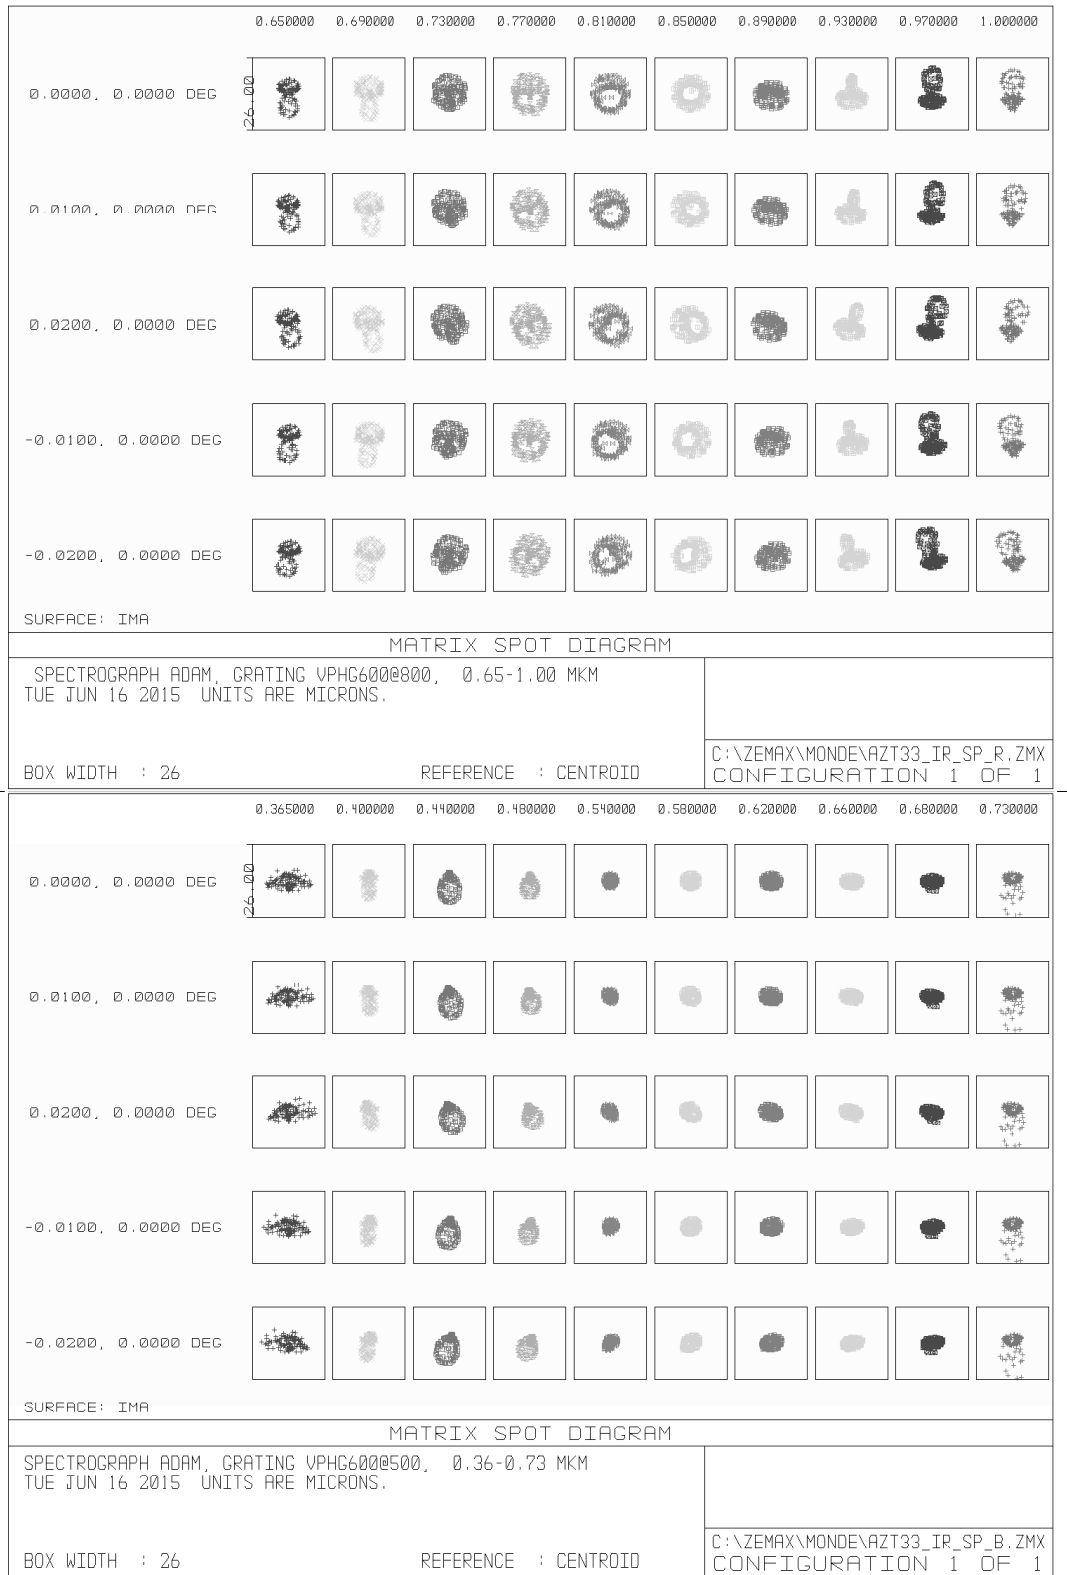 0.650000 0.690000 0.730000 0.770000 0.810000 0.850000 0.890000 0.930000 0.970000 1.000000
26.00
0.0000, 0.0000 DEG
0.0100, 0.0000 DEG
0.0200, 0.0000 DEG
-0.0100, 0.0000 DEG
-0.0200, 0.0000 DEG
SURFACE: IMA
MATRIX SPOT DIAGRAM
SPECTROGRAPH ADAM, GRATING VPHG600@800, 0.65-1.00 MKM
TUE JUN 16 2015 UNITS ARE MICRONS.
C:\ZEMAX\MONDE\AZT33_IR_SP_R.ZMX
BOX WIDTH : 26 REFERENCE : CENTROID
CONFIGURATION 1 OF 1
0.365000 0.400000 0.440000 0.480000 0.540000 0.580000 0.620000 0.660000 0.680000 0.730000
26.00
0.0000, 0.0000 DEG
0.0100, 0.0000 DEG
0.0200, 0.0000 DEG
-0.0100, 0.0000 DEG
-0.0200, 0.0000 DEG
SURFACE: IMA
MATRIX SPOT DIAGRAM
SPECTROGRAPH ADAM, GRATING VPHG600@500, 0.36-0.73 MKM
TUE JUN 16 2015 UNITS ARE MICRONS.
C:\ZEMAX\MONDE\AZT33_IR_SP_B.ZMX
BOX WIDTH : 26 REFERENCE : CENTROID
CONFIGURATION 1 OF 1